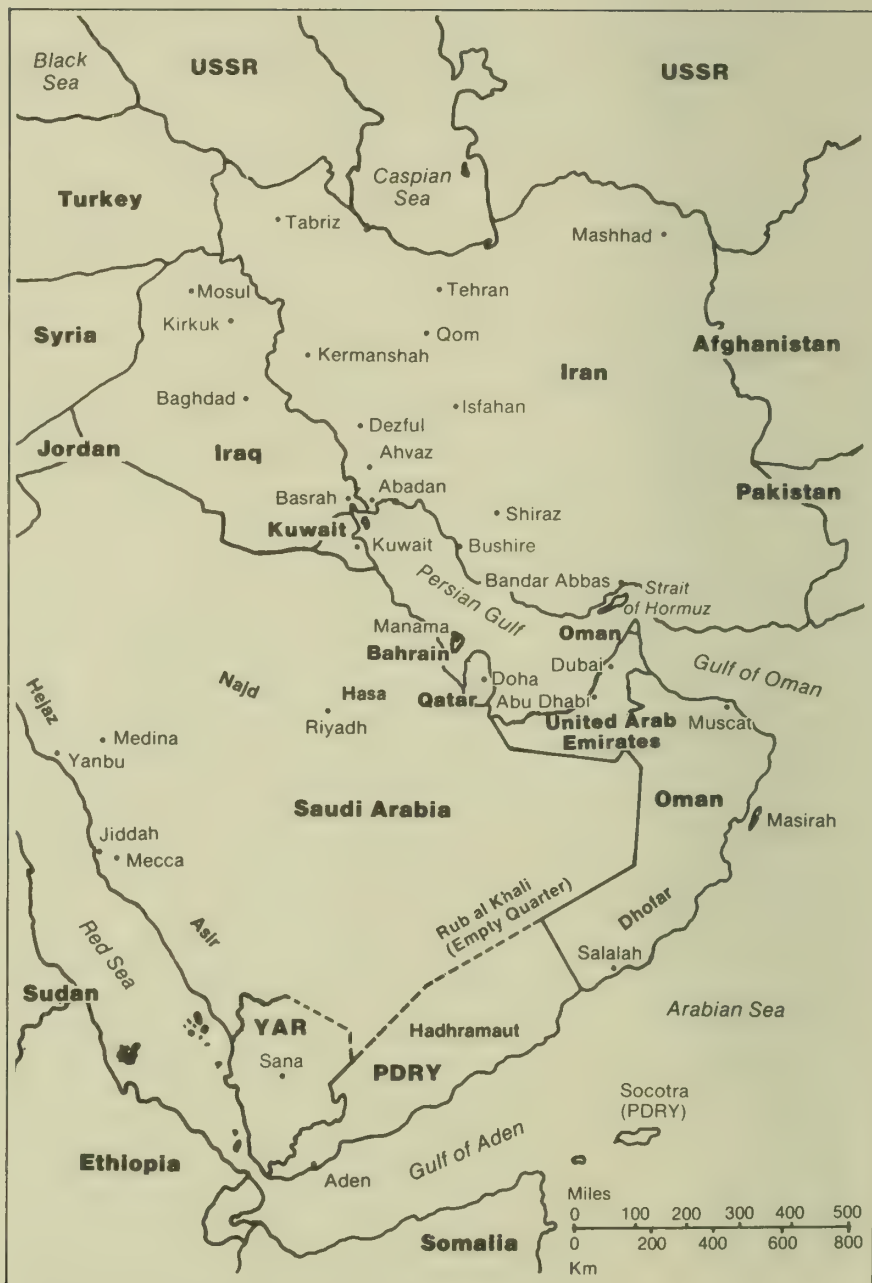 Black
Sea
USSR
USSR
Caspian
Sea
Turkey
Tabriz
Mashhad
Mosul
Tehran
Kirkuk
Qom
Syria
Kermanshah
Afghanistan
Iran
Baghdad
Isfahan
Dezful
Jordan
Iraq
Ahvaz
Basrah
Abadan
Pakistan
Shiraz
Kuwait
Kuwait
Bushire
Persian Gulf
Bandar Abbas
Strait
of Hormuz
Manama
Oman
Bahrain
Dubai
Gulf of Oman
Najd
Hasa
Doha
Hejaz
Qatar
Abu Dhabi
Riyadh
United Arab
Emirates
Muscat
Medina
Yanbu
Saudi Arabia
Oman
Masirah
Jiddah
Mecca
Rub al Khali
(Empty Quarter)
Dhofar
Asir
Red Sea
Salalah
Sudan
Arabian Sea
YAR
Hadhramaut
Sana
PDRY
Socotra
(PDRY)
Gulf of Aden
Ethiopia
Aden
Miles
0 100 200 300 400 500
0 200 400 600 800
Km
Somalia